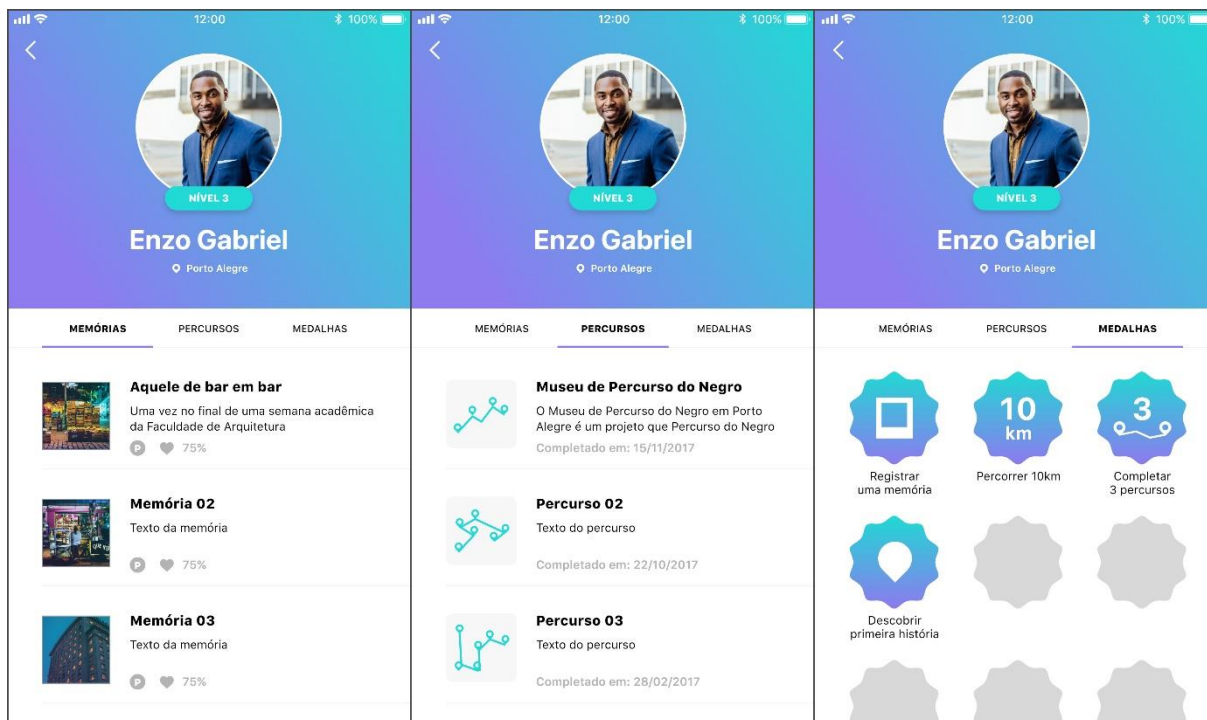 12:00
100%
NÍVEL 3
Enzo Gabriel
Porto Alegre
MEMÓRIAS PERCURSOS MEDALHAS
Aquele de bar em bar
Uma vez no final de uma semana acadêmica
da Faculdade de Arquitetura
P 75%
Memória 02
Texto da memória
P 75%
Memória 03
Texto da memória
P 75%
12:00
100%
NÍVEL 3
Enzo Gabriel
Porto Alegre
MEMÓRIAS PERCURSOS MEDALHAS
Museu de Percurso do Negro
O Museu de Percurso do Negro em Porto
Alegre é um projeto que Percurso do Negro
Completado em: 15/11/2017
Percurso 02
Texto do percurso
Completado em: 22/10/2017
Percurso 03
Texto do percurso
Completado em: 28/02/2017
12:00
100%
NÍVEL 3
Enzo Gabriel
Porto Alegre
MEMÓRIAS PERCURSOS MEDALHAS
Registrar
uma memória
10
km
Percorrer 10km
3
Completar
3 percursos
Descobrir
primeira história